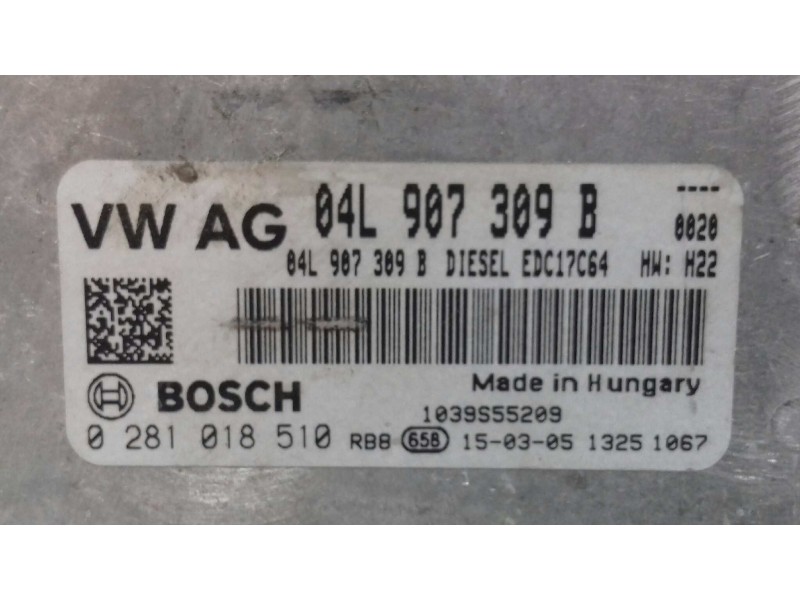 VW AG 04L 907 309 B ----
0020
04L 907 309 B DIESEL EDC17C64 HW: H22
Made in Hungary
BOSCH
1039S55209
0 281 018 510 RBB 658 15-03-05 1325 1067